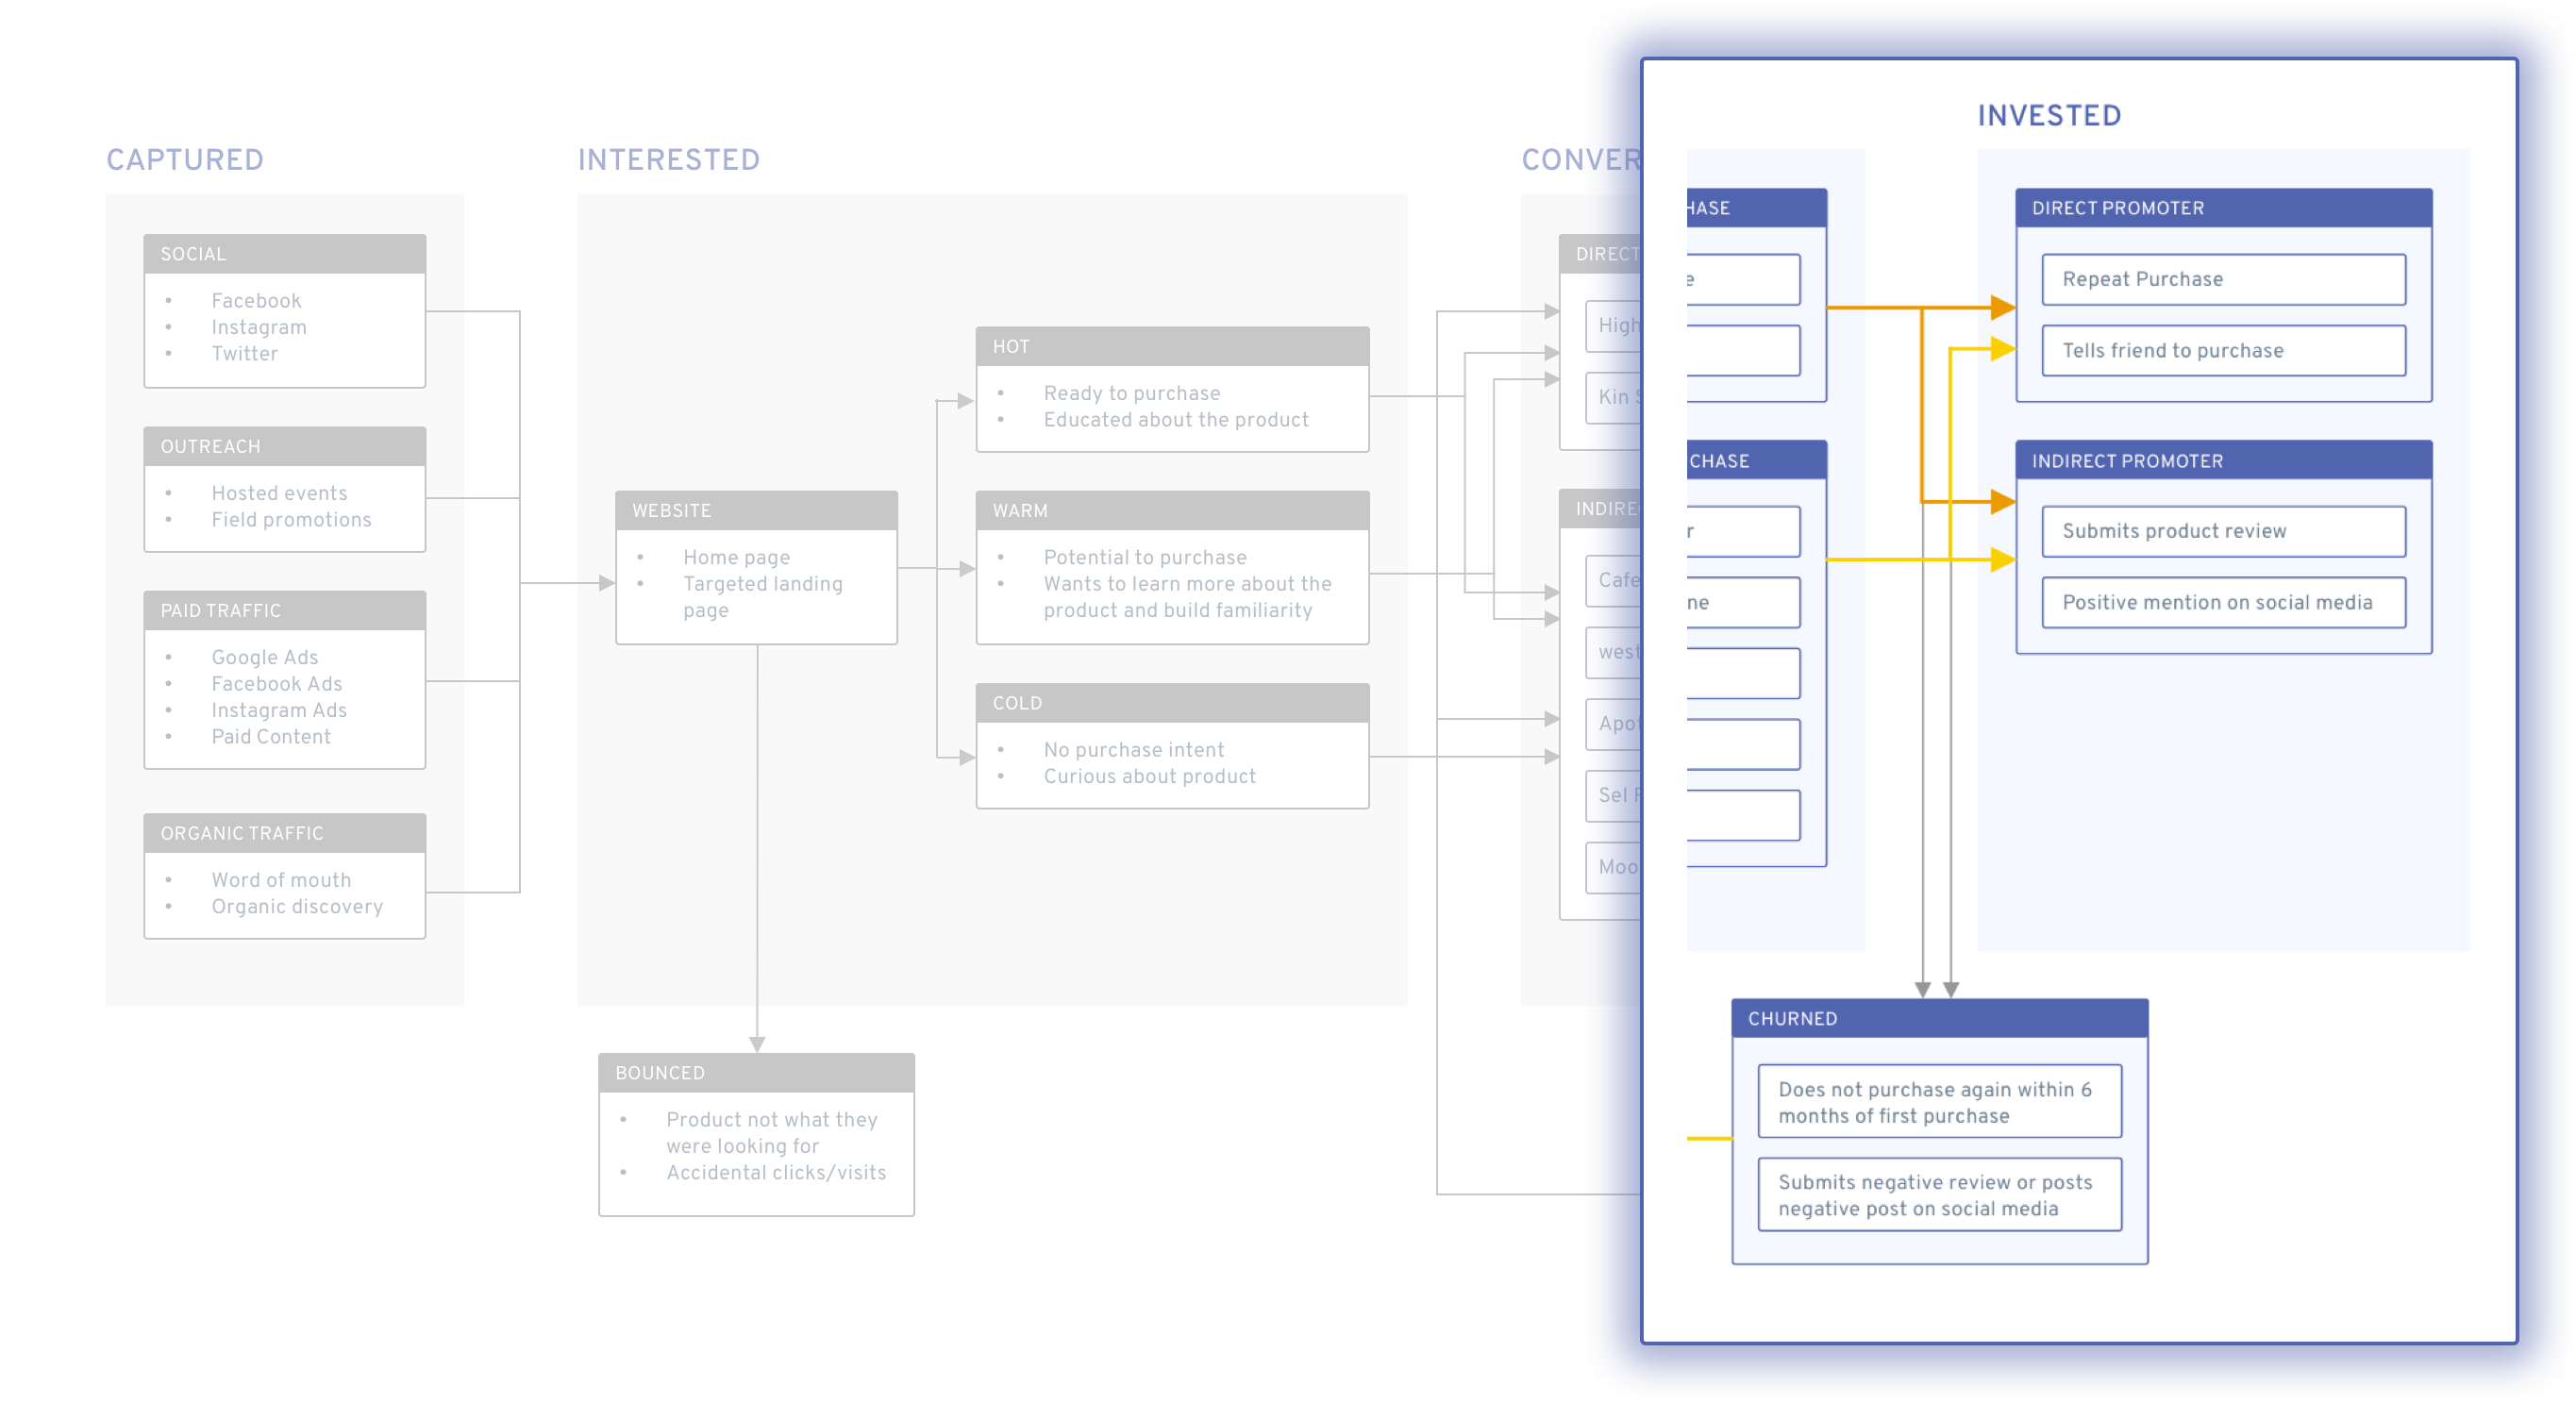 CAPTURED
SOCIAL
• Facebook
• Instagram
• Twitter
OUTREACH
• Hosted events
• Field promotions
PAID TRAFFIC
• Google Ads
• Facebook Ads
• Instagram Ads
• Paid Content
ORGANIC TRAFFIC
• Word of mouth
• Organic discovery
INTERESTED
WEBSITE
• Home page
• Targeted landing
page
HOT
• Ready to purchase
• Educated about the product
WARM
• Potential to purchase
• Wants to learn more about the
product and build familiarity
COLD
• No purchase intent
• Curious about product
BOUNCED
• Product not what they
were looking for
• Accidental clicks/visits
CONVER
DIRECT
High
Kin
INDIRE
Cafe
west
Apot
Sel
Moo
HASE
e
CHASE
r
ne
INVESTED
DIRECT PROMOTER
Repeat Purchase
Tells friend to purchase
INDIRECT PROMOTER
Submits product review
Positive mention on social media
CHURNED
Does not purchase again within 6
months of first purchase
Submits negative review or posts
negative post on social media